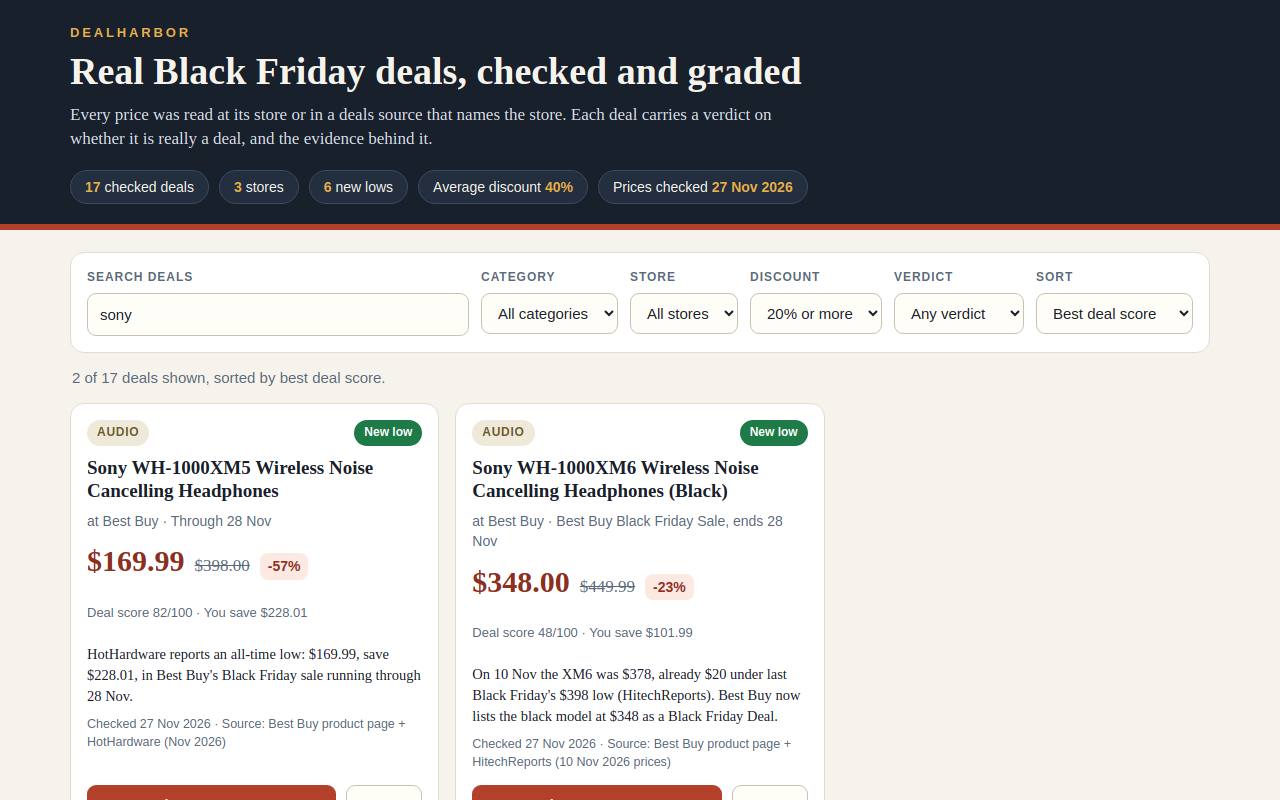 DEALHARBOR
Real Black Friday deals, checked and graded
Every price was read at its store or in a deals source that names the store. Each deal carries a verdict on
whether it is really a deal, and the evidence behind it.
17 checked deals
3 stores
6 new lows
Average discount 40%
Prices checked 27 Nov 2026
SEARCH DEALS
CATEGORY
STORE
DISCOUNT
VERDICT
SORT
sony
All categories
All stores
20% or more
Any verdict
Best deal score
2 of 17 deals shown, sorted by best deal score.
AUDIO
New low
Sony WH-1000XM5 Wireless Noise
Cancelling Headphones
at Best Buy · Through 28 Nov
$169.99 $398.00 -57%
Deal score 82/100 · You save $228.01
HotHardware reports an all-time low: $169.99, save
$228.01, in Best Buy's Black Friday sale running through
28 Nov.
Checked 27 Nov 2026 · Source: Best Buy product page +
HotHardware (Nov 2026)
AUDIO
New low
Sony WH-1000XM6 Wireless Noise
Cancelling Headphones (Black)
at Best Buy · Best Buy Black Friday Sale, ends 28
Nov
$348.00 $449.99 -23%
Deal score 48/100 · You save $101.99
On 10 Nov the XM6 was $378, already $20 under last
Black Friday's $398 low (HitechReports). Best Buy now
lists the black model at $348 as a Black Friday Deal.
Checked 27 Nov 2026 · Source: Best Buy product page +
HitechReports (10 Nov 2026 prices)